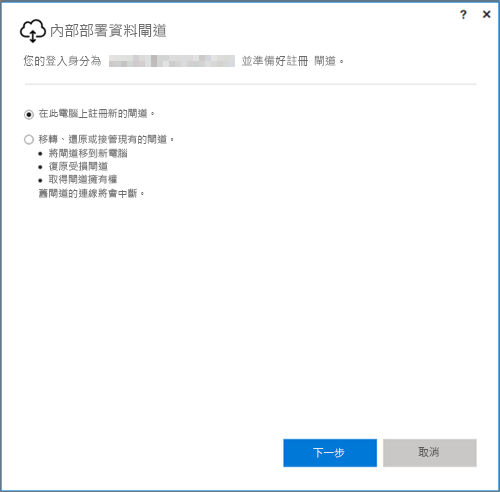 ? ×
內部部署資料閘道
您的登入身分為 並準備好註冊 閘道。
在此電腦上註冊新的閘道。
移轉、還原或接管現有的閘道。
• 將閘道移到新電腦
• 復原受損閘道
• 取得閘道擁有權
舊閘道的連線將會中斷。
下一步 取消